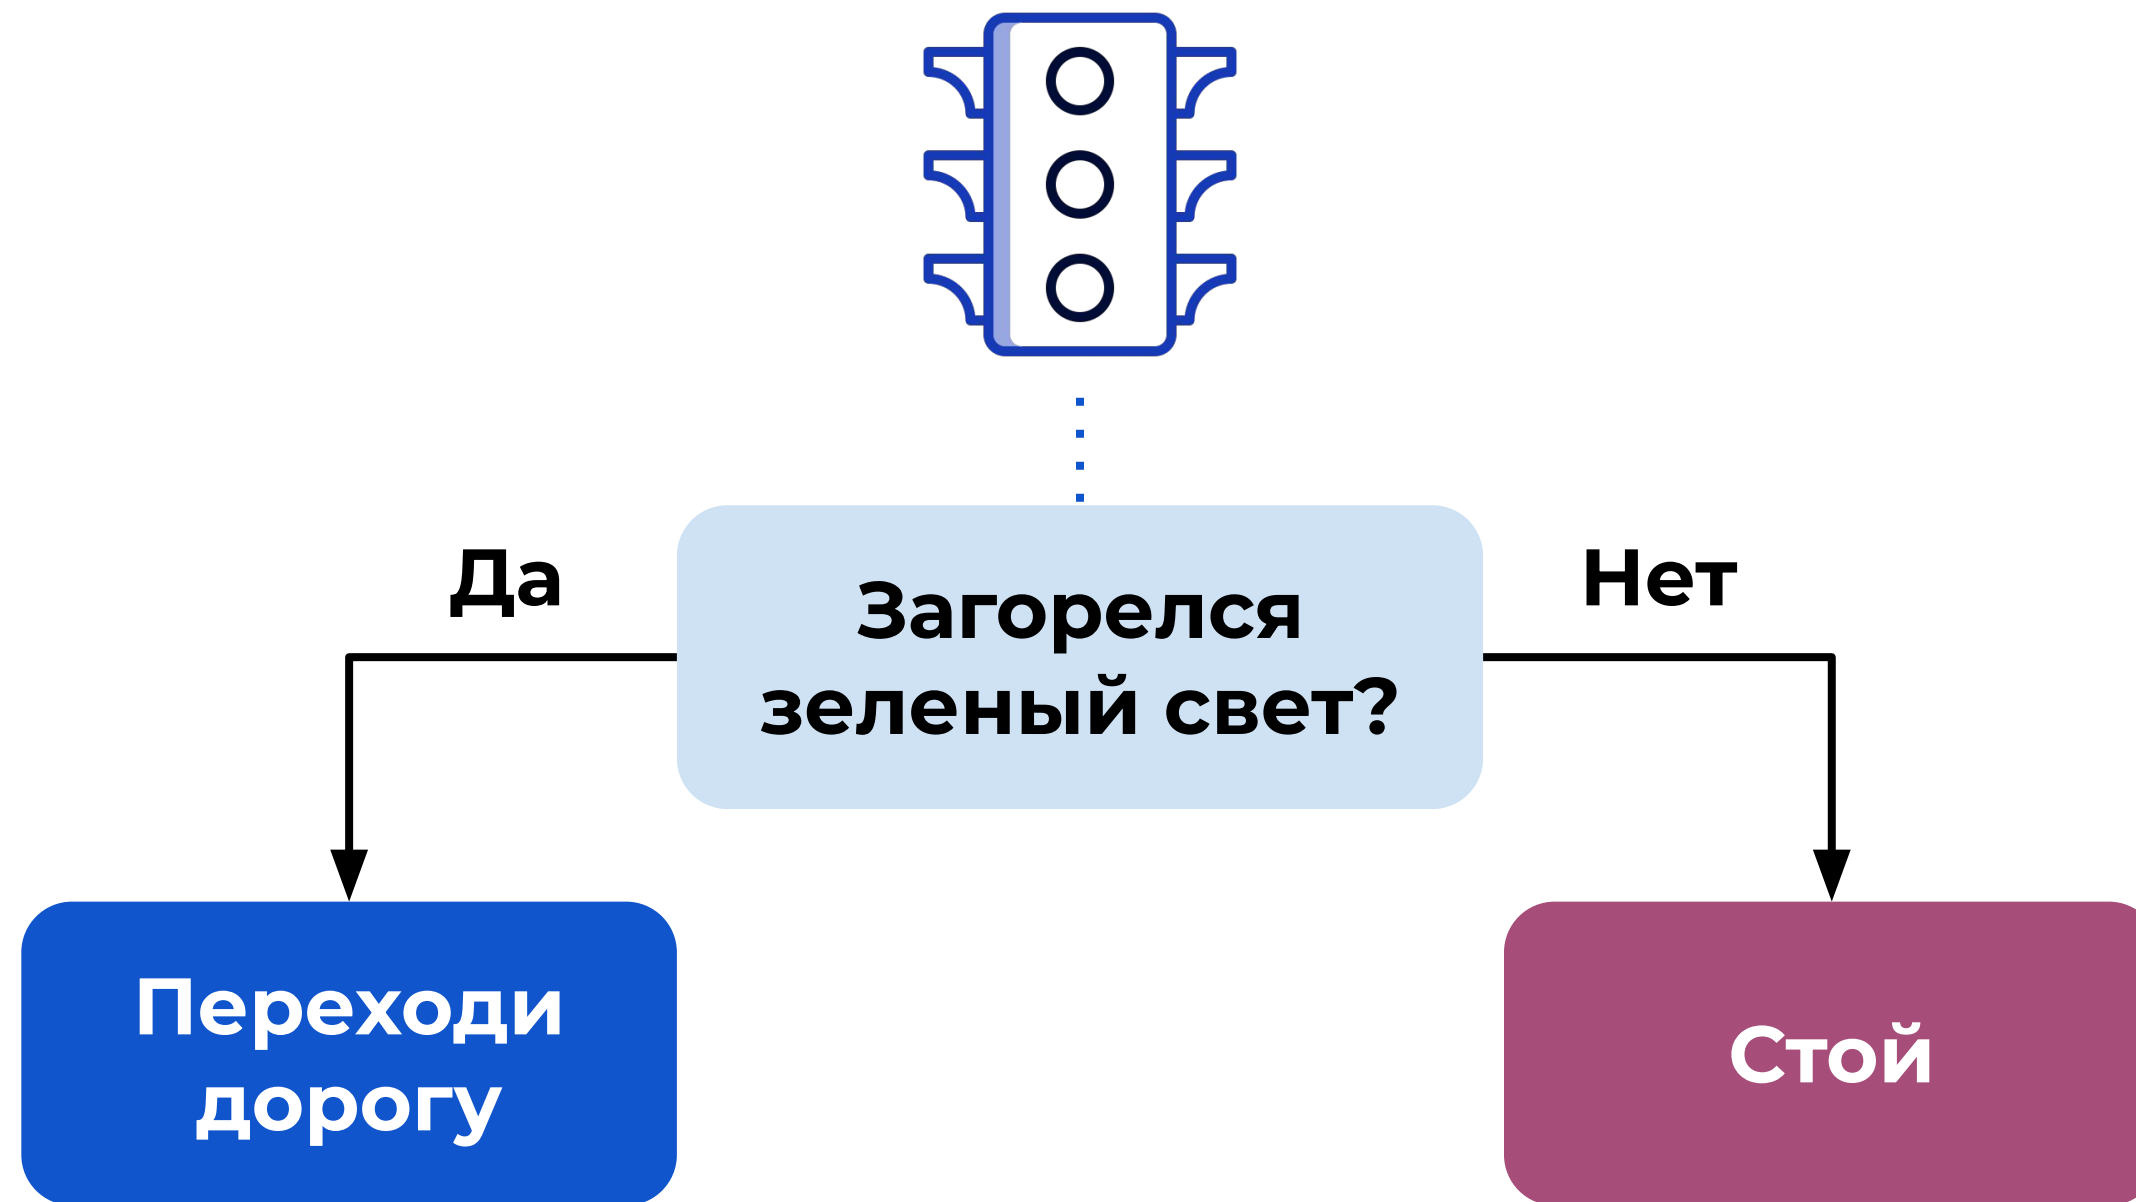 Да
Загорелся
зеленый свет?
Нет
Переходи
дорогу
Стой